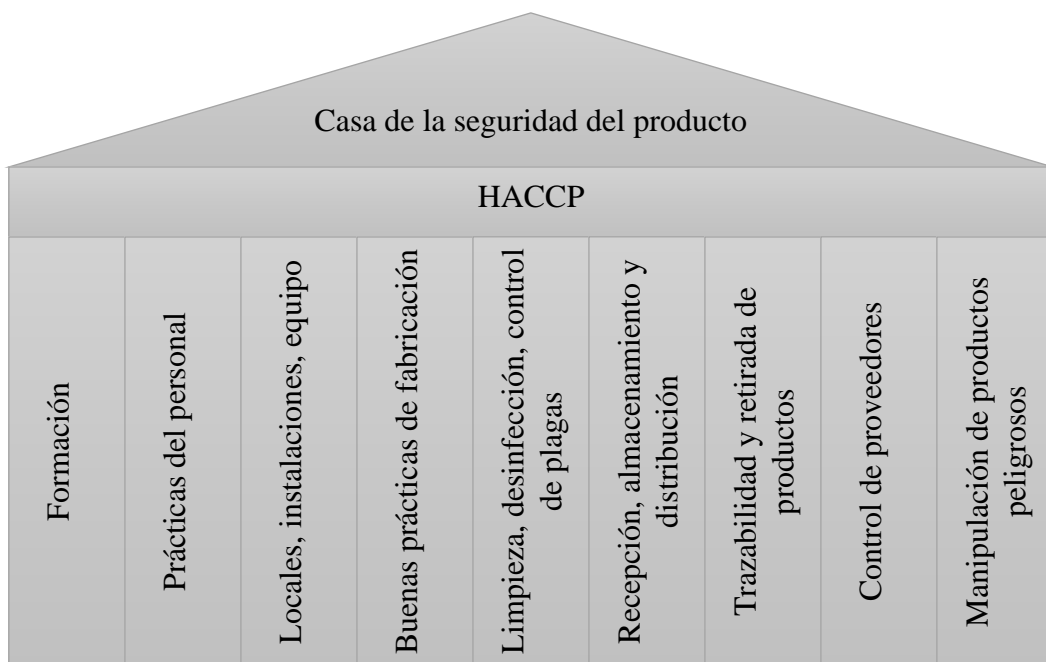 Casa de la seguridad del producto
HACCP
Formación
Prácticas del personal
Locales, instalaciones, equipo
Buenas prácticas de fabricación
Limpieza, desinfección, control
de plagas
Recepción, almacenamiento y
distribución
Trazabilidad y retirada de
productos
Control de proveedores
Manipulación de productos
peligrosos